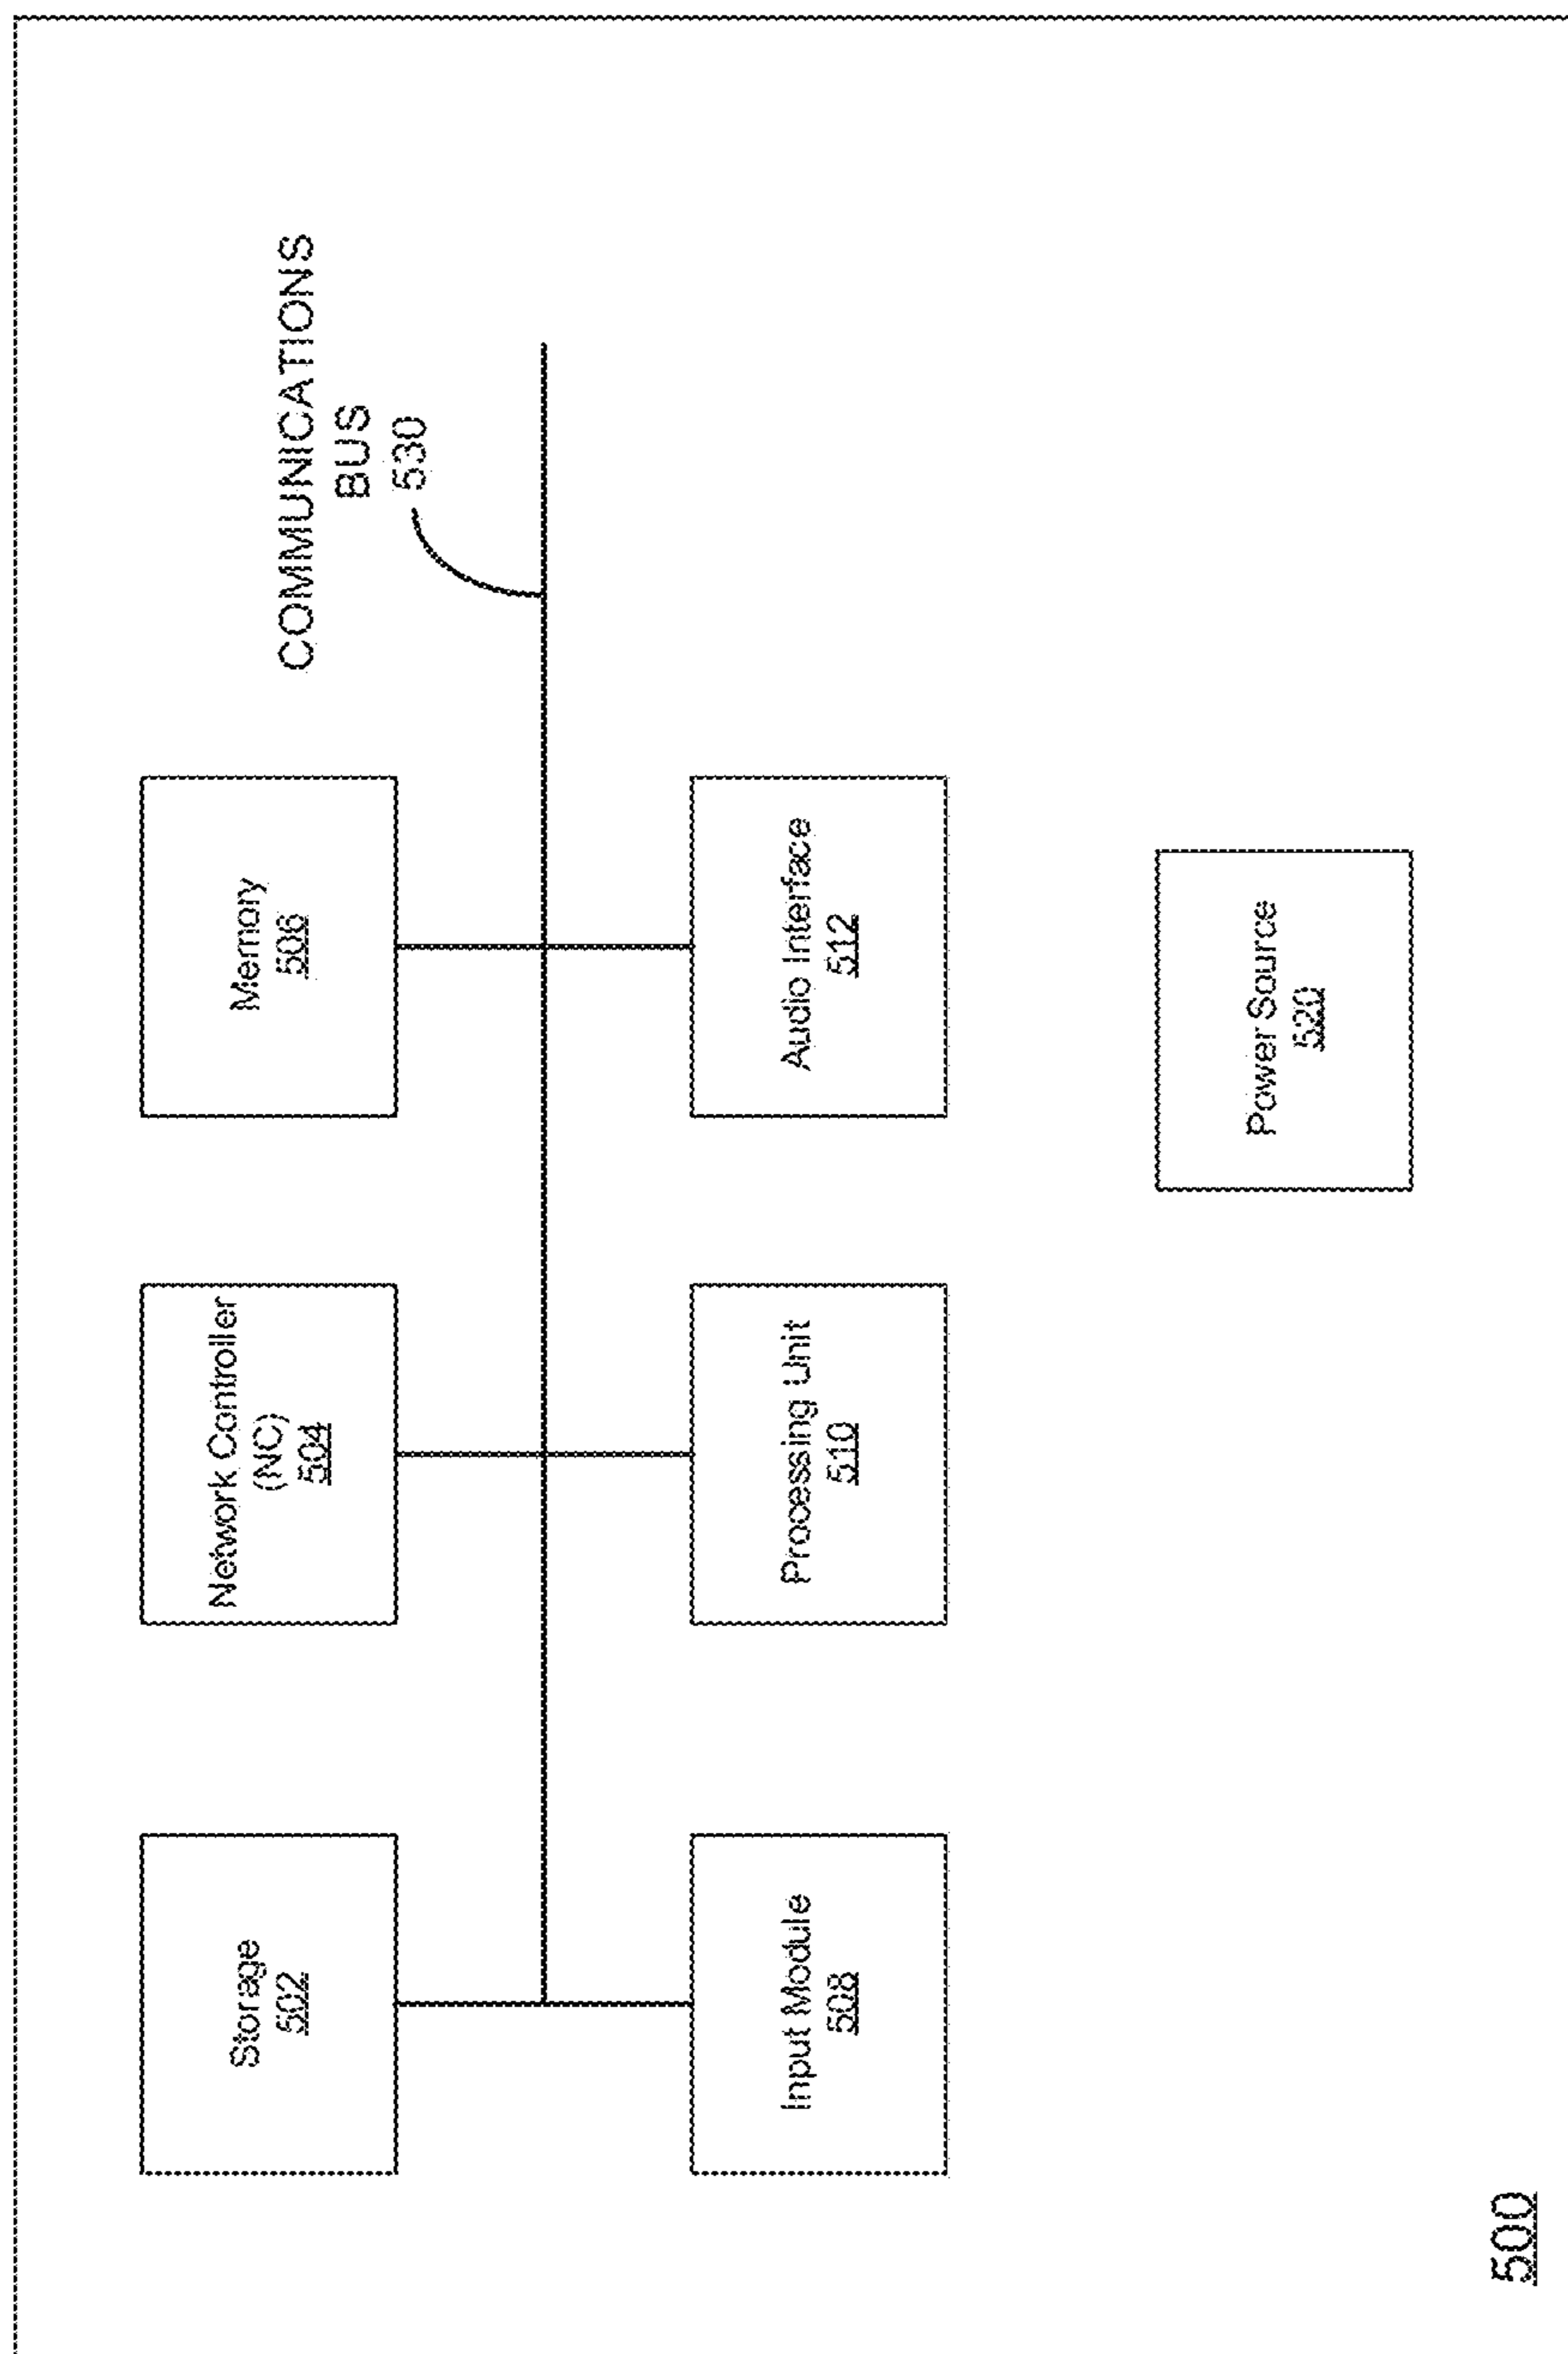 COMMUNICATIONS
BUS
530
Storage
502
Network Controller
(NC)
504
Memory
506
Input Module
508
Processing Unit
510
Audio Interface
512
Power Source
520
500